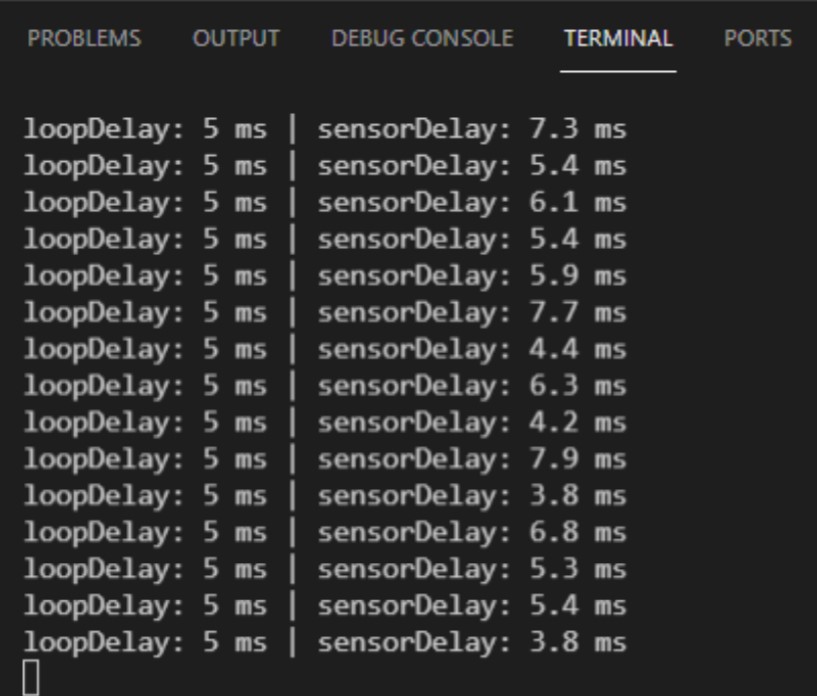 PROBLEMS OUTPUT DEBUG CONSOLE TERMINAL PORTS
loopDelay: 5 ms | sensorDelay: 7.3 ms
loopDelay: 5 ms | sensorDelay: 5.4 ms
loopDelay: 5 ms | sensorDelay: 6.1 ms
loopDelay: 5 ms | sensorDelay: 5.4 ms
loopDelay: 5 ms | sensorDelay: 5.9 ms
loopDelay: 5 ms | sensorDelay: 7.7 ms
loopDelay: 5 ms | sensorDelay: 4.4 ms
loopDelay: 5 ms | sensorDelay: 6.3 ms
loopDelay: 5 ms | sensorDelay: 4.2 ms
loopDelay: 5 ms | sensorDelay: 7.9 ms
loopDelay: 5 ms | sensorDelay: 3.8 ms
loopDelay: 5 ms | sensorDelay: 6.8 ms
loopDelay: 5 ms | sensorDelay: 5.3 ms
loopDelay: 5 ms | sensorDelay: 5.4 ms
loopDelay: 5 ms | sensorDelay: 3.8 ms